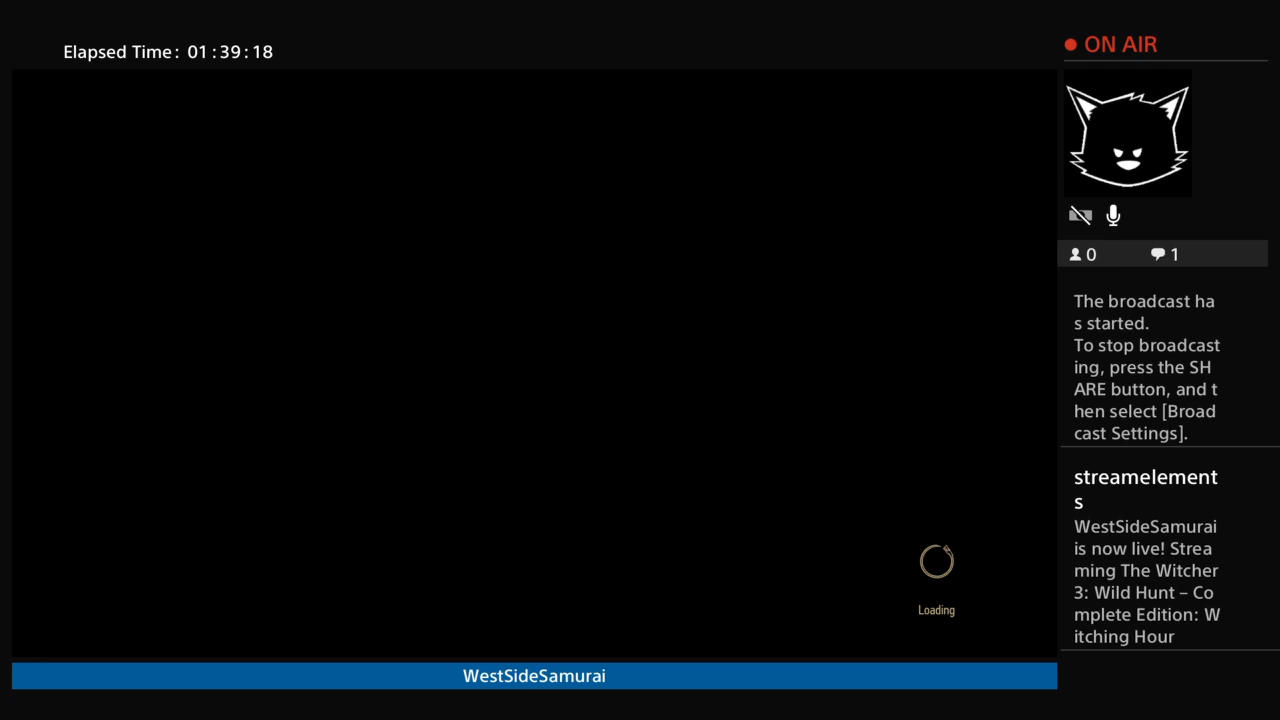 Elapsed Time: 01:39:18
ON AIR
0 1
The broadcast ha
s started.
To stop broadcast
ing, press the SH
ARE button, and t
hen select [Broad
cast Settings].
streamelement
s
WestSideSamurai
is now live! Strea
ming The Witcher
3: Wild Hunt – Co
mplete Edition: W
itching Hour
Loading
WestSideSamurai